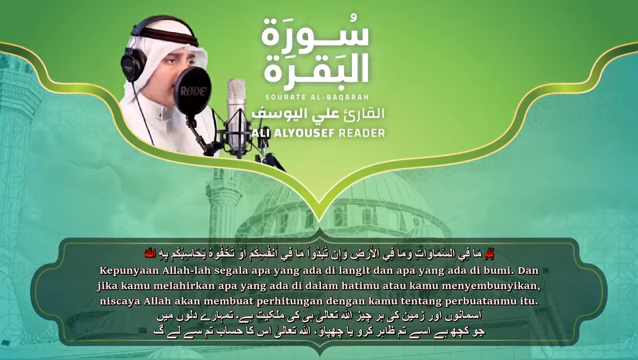 سُورَة
البَقَرَة
SOURATE AL-BAQARAH
القارئ علي اليوسف
ALI ALYOUSEF READER
RODE
لِلَّهِ مَا فِي السَّمَاوَاتِ وَمَا فِي الْأَرْضِ وَإِن تُبْدُوا مَا فِي أَنفُسِكُمْ أَوْ تُخْفُوهُ يُحَاسِبْكُم بِهِ اللَّهُ
Kepunyaan Allah-lah segala apa yang ada di langit dan apa yang ada di bumi. Dan
jika kamu melahirkan apa yang ada di dalam hatimu atau kamu menyembunyikan,
niscaya Allah akan membuat perhitungan dengan kamu tentang perbuatanmu itu.
آسمانوں اور زمین کی ہر چیز اللہ تعالیٰ ہی کی ملکیت ہے۔ تمہارے دلوں میں
جو کچھ ہے اسے تم ظاہر کرو یا چھپاؤ، اللہ تعالیٰ اس کا حساب تم سے لے گ